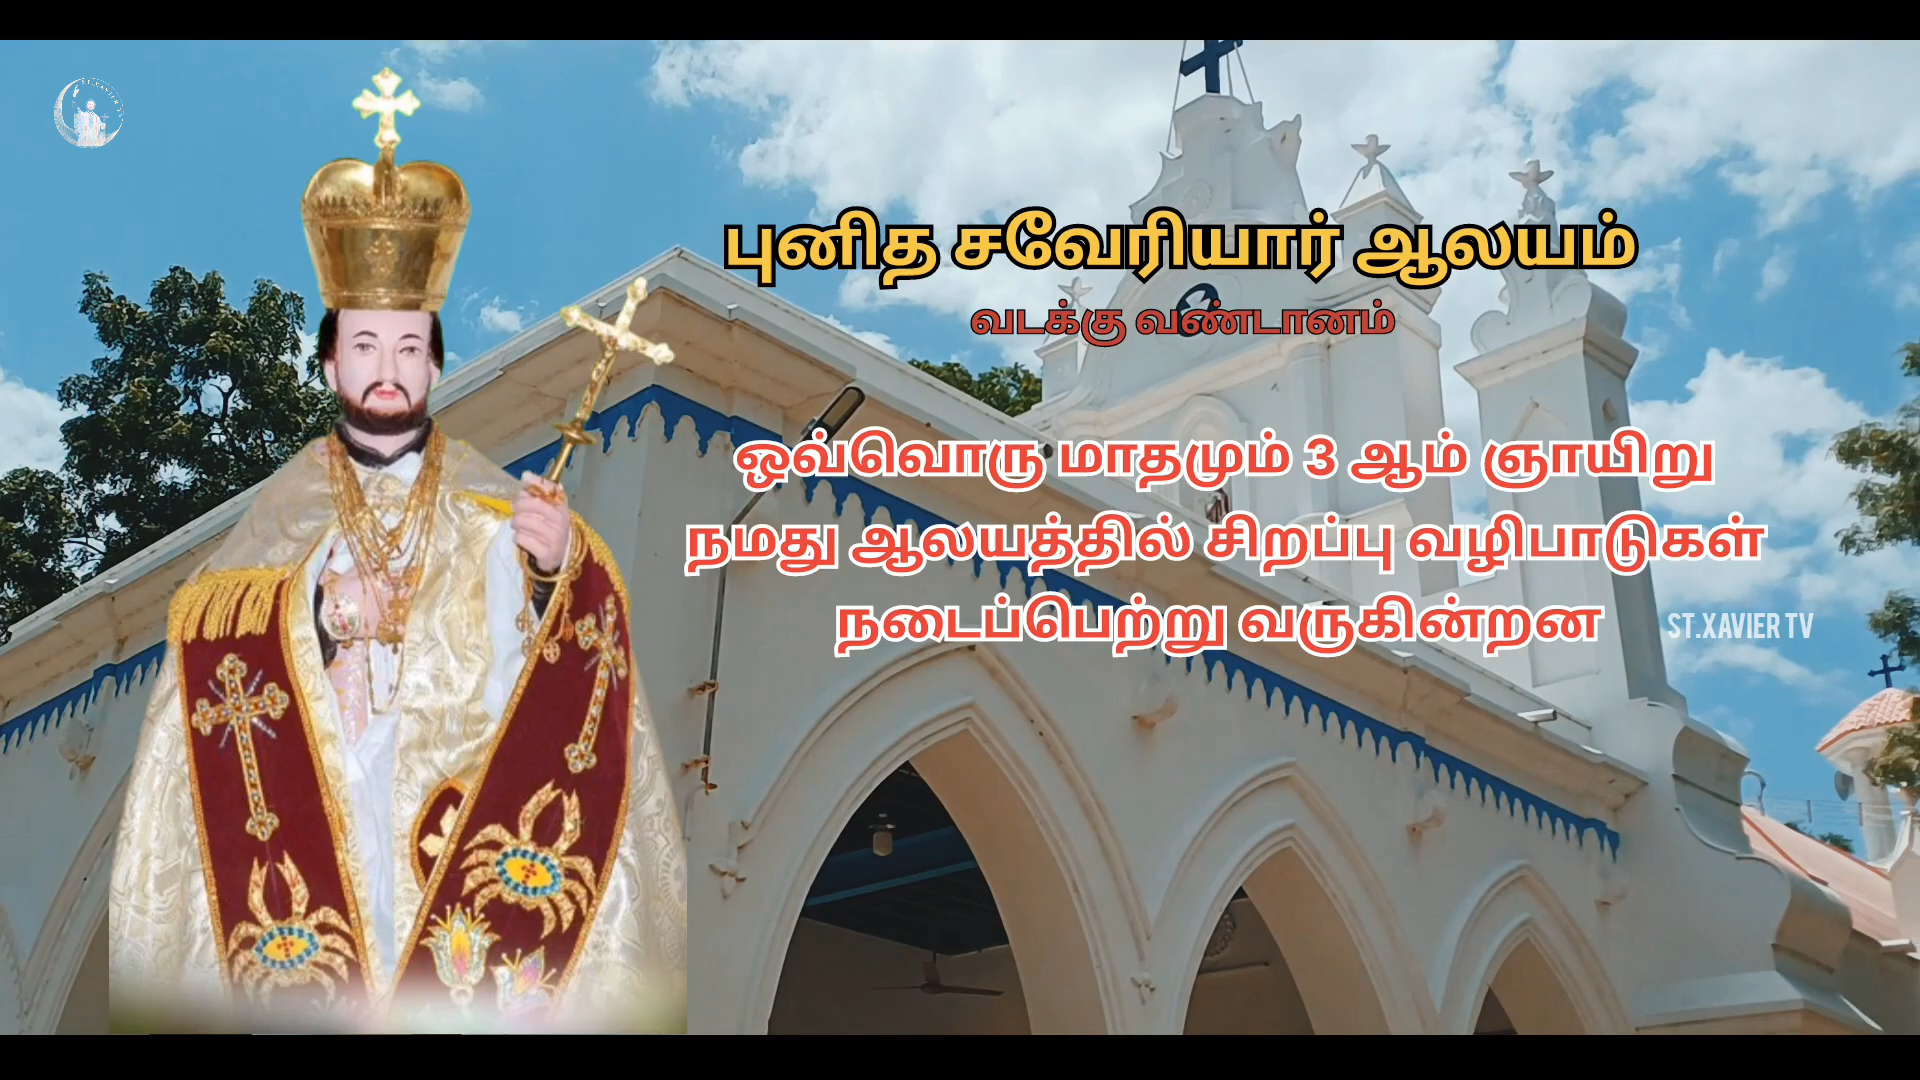 புனித சவேரியார் ஆலயம்
வடக்கு வண்டானம்
ஒவ்வொரு மாதமும் 3 ஆம் ஞாயிறு
நமது ஆலயத்தில் சிறப்பு வழிபாடுகள்
நடைப்பெற்று வருகின்றன
ST.XAVIER TV